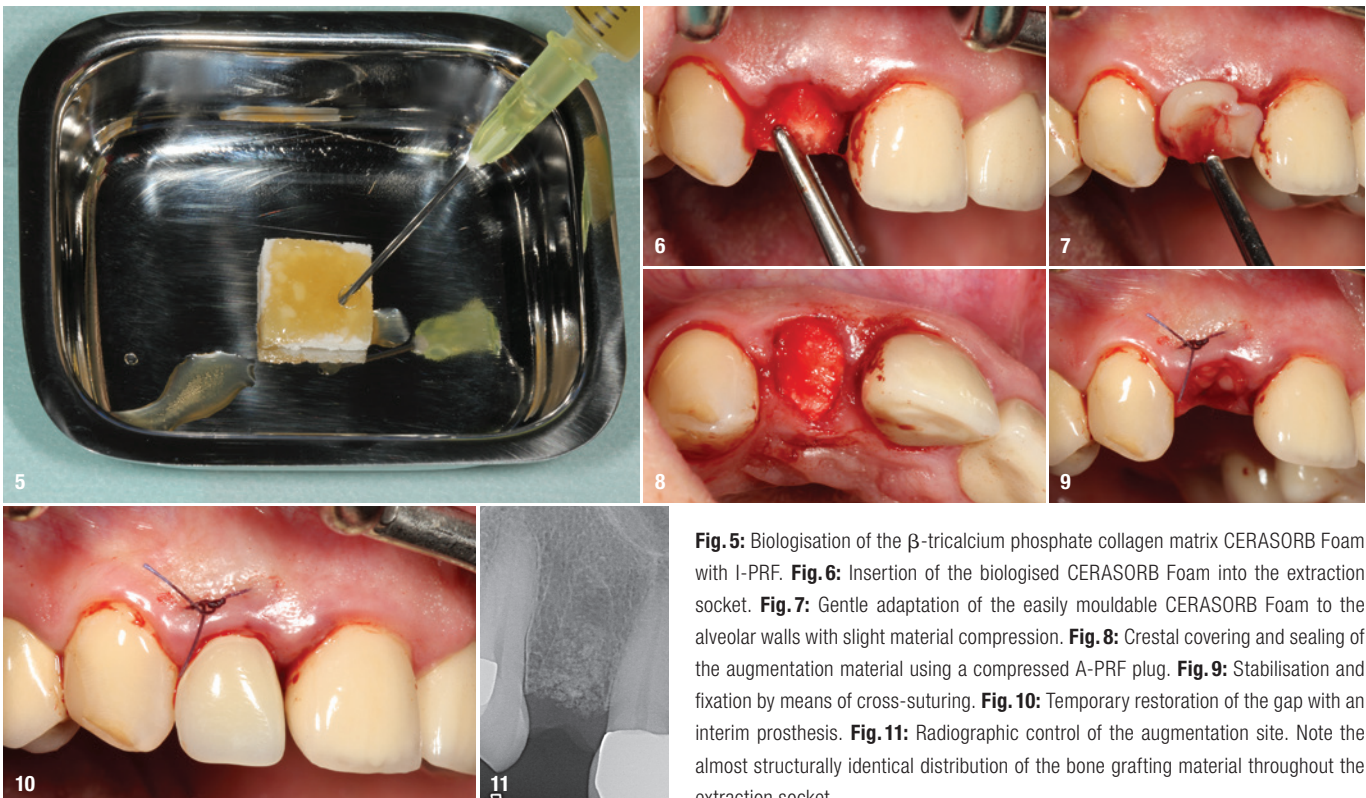 5
6
7
8
9
10
11
Fig. 5: Biologisation of the β-tricalcium phosphate collagen matrix CERASORB Foam
with I-PRF. Fig. 6: Insertion of the biologised CERASORB Foam into the extraction
socket. Fig. 7: Gentle adaptation of the easily mouldable CERASORB Foam to the
alveolar walls with slight material compression. Fig. 8: Crestal covering and sealing of
the augmentation material using a compressed A-PRF plug. Fig. 9: Stabilisation and
fixation by means of cross-suturing. Fig. 10: Temporary restoration of the gap with an
interim prosthesis. Fig. 11: Radiographic control of the augmentation site. Note the
almost structurally identical distribution of the bone grafting material throughout the
extraction socket.